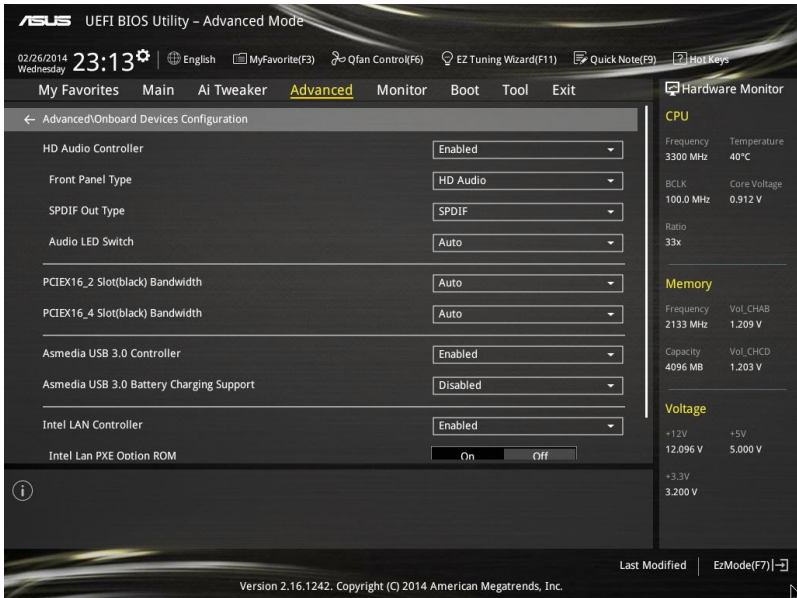 ASUS UEFI BIOS Utility – Advanced Mode
02/26/2014 Wednesday 23:13 English MyFavorite(F3) Qfan Control(F6) EZ Tuning Wizard(F11) Quick Note(F9) ? Hot Keys
My Favorites Main Ai Tweaker Advanced Monitor Boot Tool Exit
← Advanced\Onboard Devices Configuration
HD Audio Controller Enabled
Front Panel Type HD Audio
SPDIF Out Type SPDIF
Audio LED Switch Auto
PCIEX16_2 Slot(black) Bandwidth Auto
PCIEX16_4 Slot(black) Bandwidth Auto
Asmedia USB 3.0 Controller Enabled
Asmedia USB 3.0 Battery Charging Support Disabled
Intel LAN Controller Enabled
Intel Lan PXE Option ROM On Off
Hardware Monitor
CPU
Frequency Temperature
3300 MHz 40°C
BCLK Core Voltage
100.0 MHz 0.912 V
Ratio
33x
Memory
Frequency Vol_CHAB
2133 MHz 1.209 V
Capacity Vol_CHCD
4096 MB 1.203 V
Voltage
+12V +5V
12.096 V 5.000 V
+3.3V
3.200 V
Last Modified EzMode(F7)
Version 2.16.1242. Copyright (C) 2014 American Megatrends, Inc.